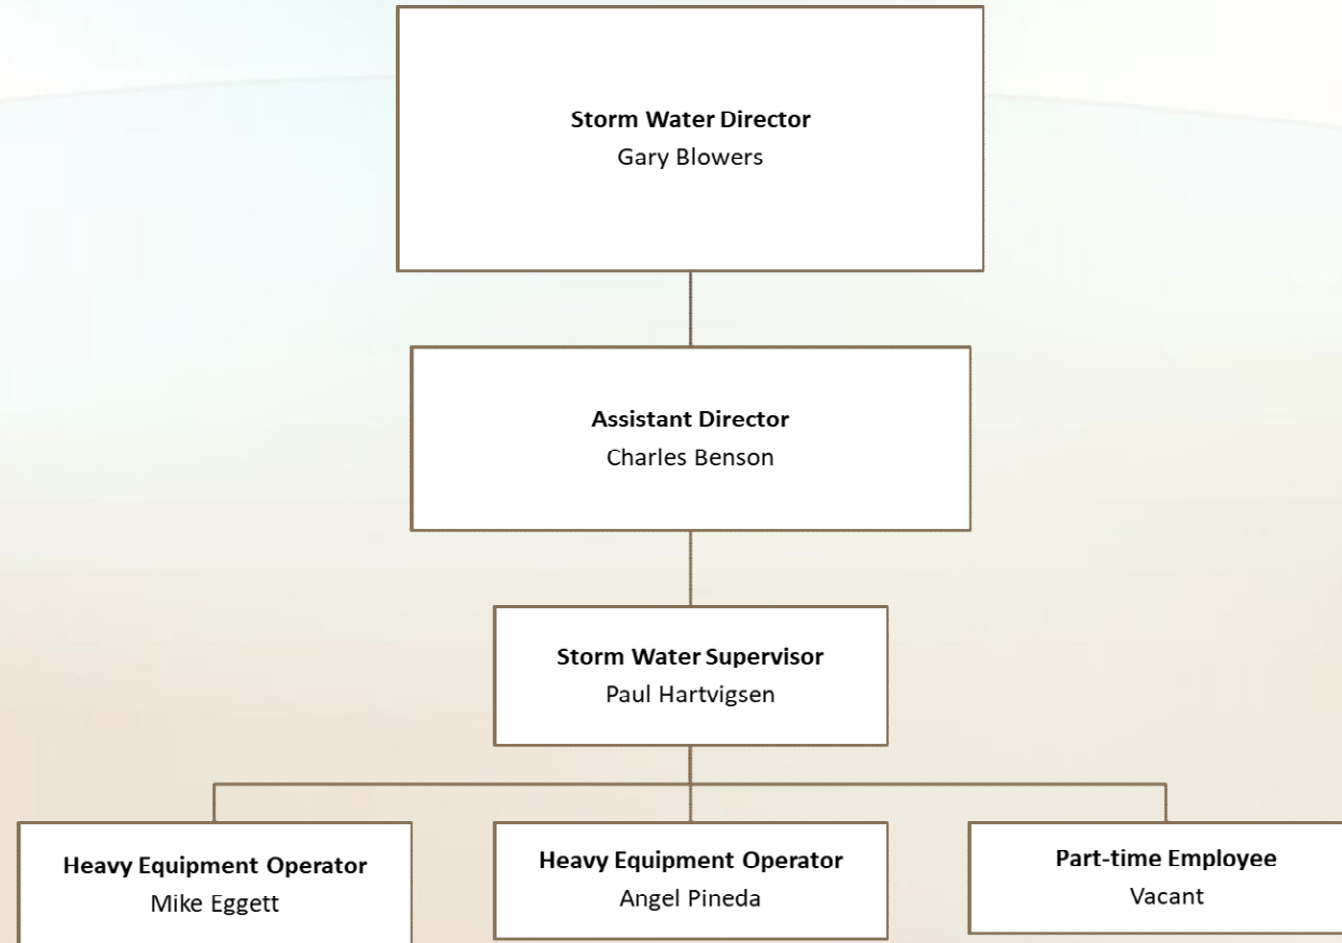 Storm Water Director
Gary Blowers
Assistant Director
Charles Benson
Storm Water Supervisor
Paul Hartvigsen
Heavy Equipment Operator
Mike Eggett
Heavy Equipment Operator
Angel Pineda
Part-time Employee
Vacant